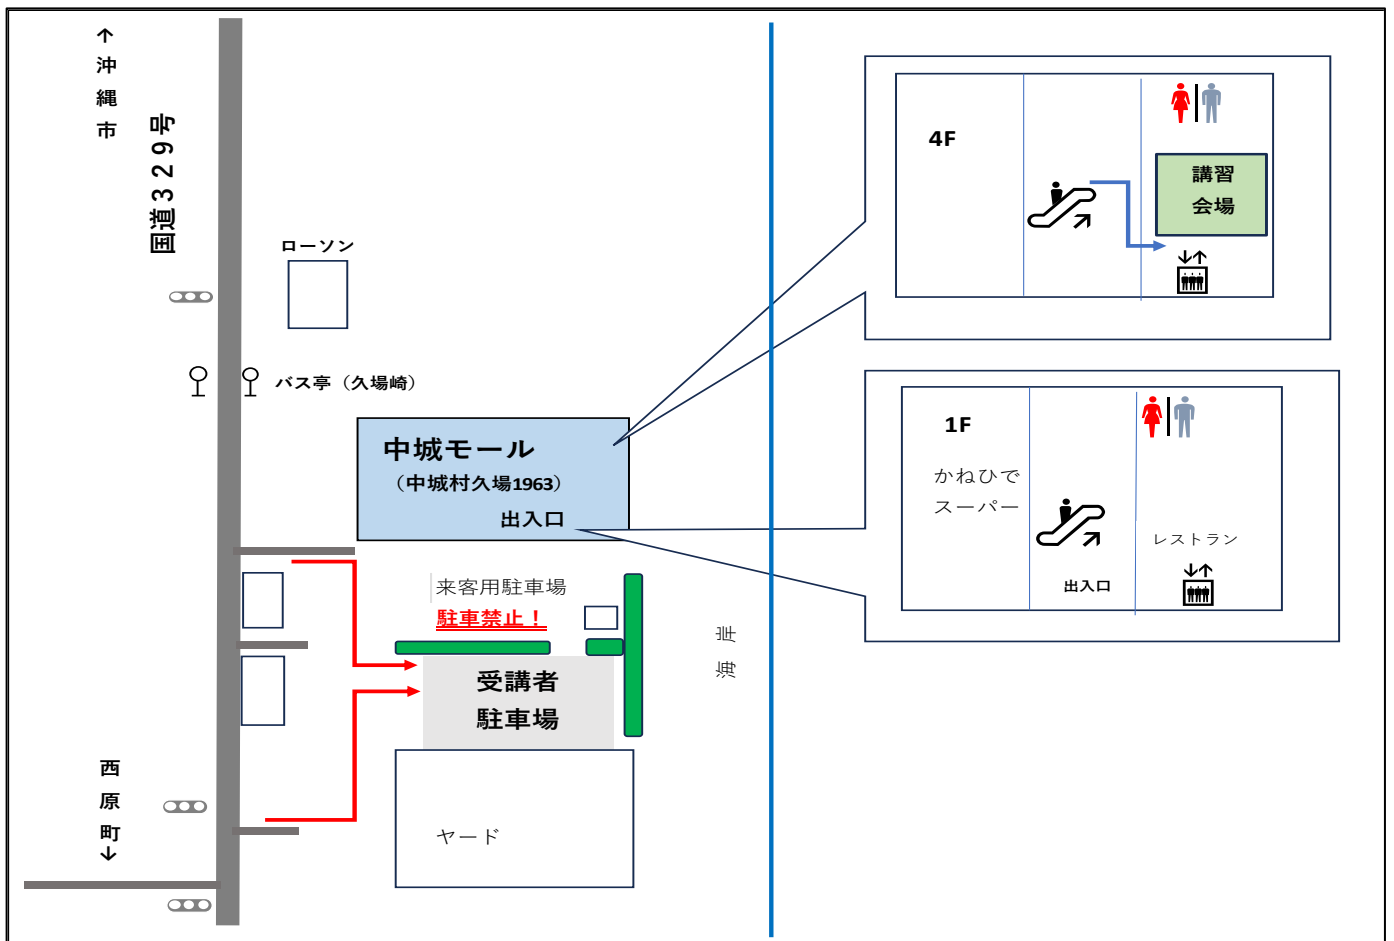 ↑沖縄市
国道３２９号
ローソン
バス亭（久場崎）
中城モール
（中城村久場1963）
出入口
来客用駐車場
駐車禁止！
受講者
駐車場
ヤード
西原町↓
海岸
4F
講習
会場
↓↑
1F
かねひで
スーパー
レストラン
出入口
↓↑